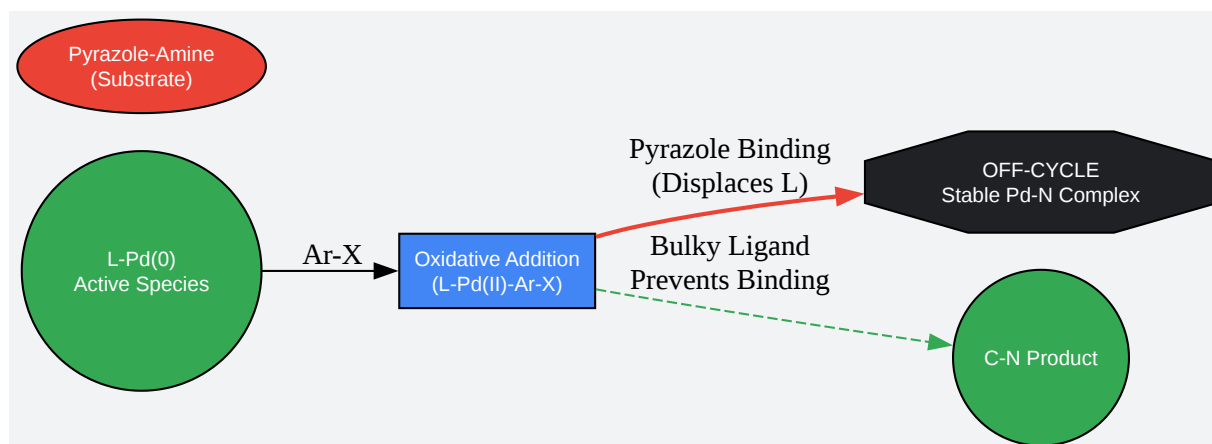 Pyrazole-Amine
(Substrate)
L-Pd(0)
Active Species
Ar-X
Oxidative Addition
(L-Pd(II)-Ar-X)
Pyrazole Binding
(Displaces L)
Bulky Ligand
Prevents Binding
OFF-CYCLE
Stable Pd-N Complex
C-N Product